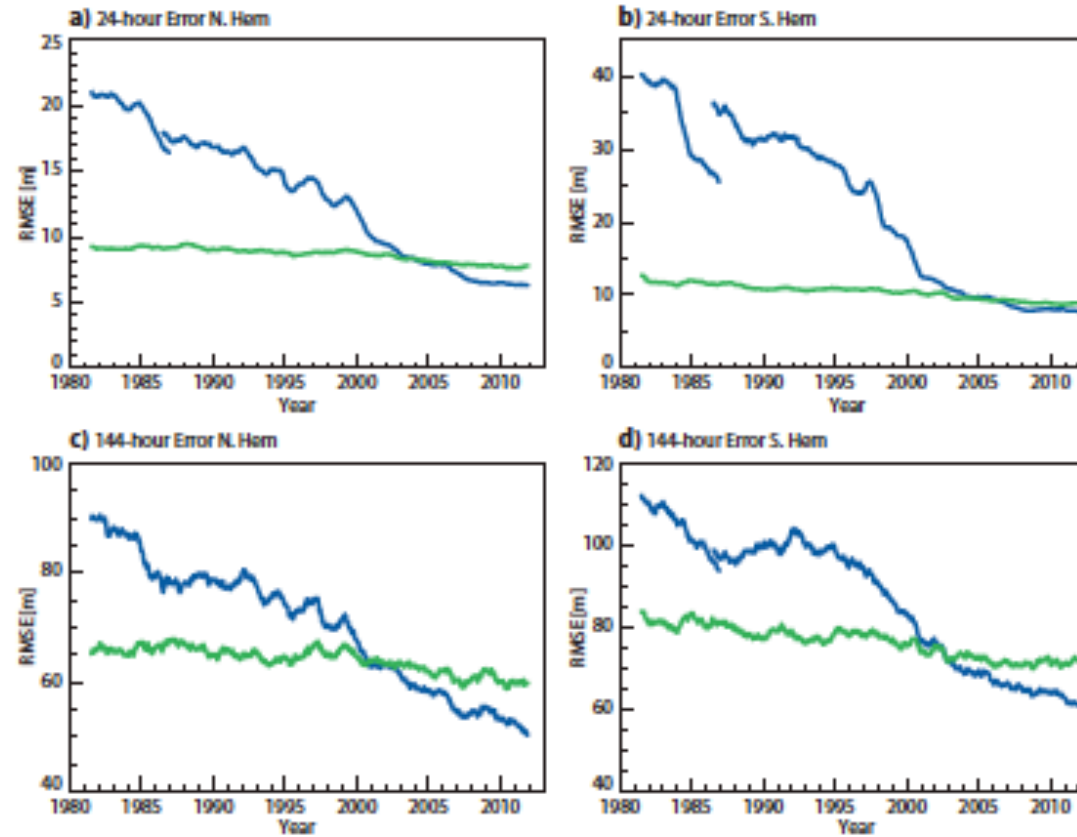 a) 24-hour Error N. Hem
25
20
15
10
5
0
RMSE [m]
1980 1985 1990 1995 2000 2005 2010
Year
b) 24-hour Error S. Hem
40
30
20
10
0
RMSE [m]
1980 1985 1990 1995 2000 2005 2010
Year
c) 144-hour Error N. Hem
100
80
60
40
RMSE [m]
1980 1985 1990 1995 2000 2005 2010
Year
d) 144-hour Error S. Hem
120
100
80
60
40
RMSE [m]
1980 1985 1990 1995 2000 2005 2010
Year